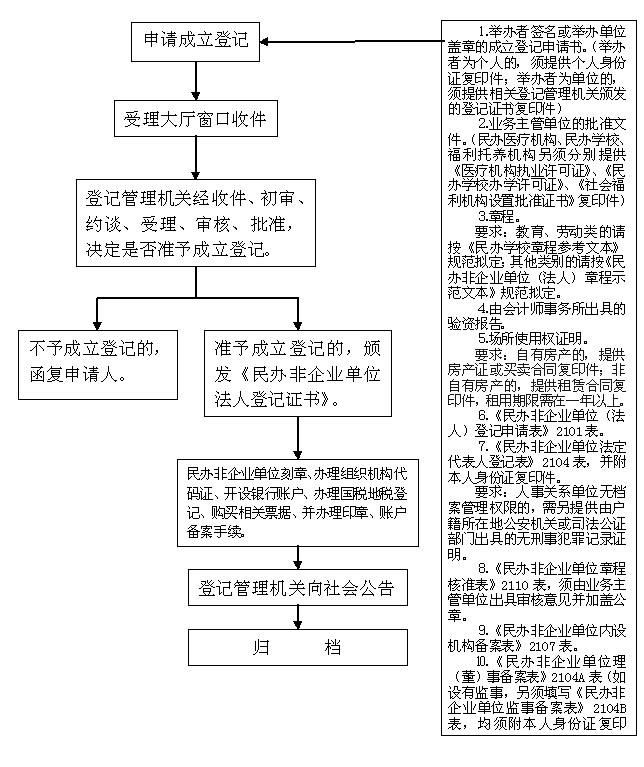 申请成立登记
受理大厅窗口收件
登记管理机关经收件、初审、
约谈、受理、审核、批准，
决定是否准予成立登记。
不予成立登记的，
函复申请人。
准予成立登记的，颁
发《民办非企业单位
法人登记证书》。
民办非企业单位刻章、办理组织机构代
码证、开设银行账户、办理国税地税登
记、购买相关票据、并办理印章、账户
备案手续。
登记管理机关向社会公告
归 档
1.举办者签名或举办单位
盖章的成立登记申请书。（举办
者为个人的，须提供个人身份
证复印件；举办者为单位的，
须提供相关登记管理机关颁发
的登记证书复印件）
2.业务主管单位的批准文
件。（民办医疗机构、民办学校、
福利托养机构另须分别提供
《医疗机构执业许可证》、《民
办学校办学许可证》、《社会福
利机构设置批准证书》复印件）
3.章程。
要求：教育、劳动类的请
按《民办学校章程参考文本》
规范拟定；其他类别的请按《民
办非企业单位（法人）章程示
范文本》规范拟定。
4.由会计师事务所出具的
验资报告。
5.场所使用权证明。
要求：自有房产的，提供
房产证或买卖合同复印件；非
自有房产的，提供租赁合同复
印件，租用期限需在一年以上。
6.《民办非企业单位（法
人）登记申请表》2101表。
7.《民办非企业单位法定
代表人登记表》2104表，并附
本人身份证复印件。
要求：人事关系单位无档
案管理权限的，需另提供由户
籍所在地公安机关或司法公证
部门出具的无刑事犯罪记录证
明。
8.《民办非企业单位章程
核准表》2110表，须由业务主
管单位出具审核意见并加盖公
章。
9.《民办非企业单位内设
机构备案表》2107表。
10.《民办非企业单位理
（董）事备案表》2104A表（如
设有监事，另须填写《民办非
企业单位监事备案表》2104B
表，均须附本人身份证复印